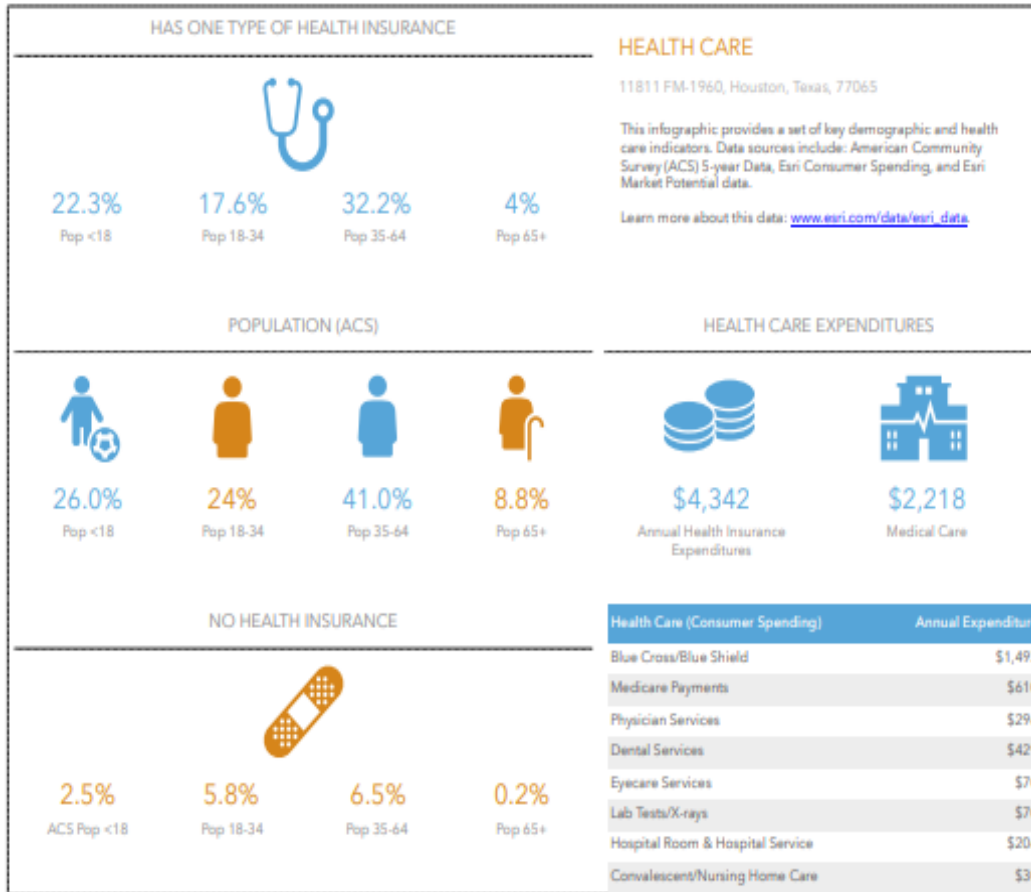 HAS ONE TYPE OF HEALTH INSURANCE
22.3% 17.6% 32.2% 4%
Pop <18 Pop 18-34 Pop 35-64 Pop 65+
HEALTH CARE
11811 FM-1960, Houston, Texas, 77065
This infographic provides a set of key demographic and health
care indicators. Data sources include: American Community
Survey (ACS) 5-year Data, Esri Consumer Spending, and Esri
Market Potential data.
Learn more about this data: www.esri.com/data/esri_data.
POPULATION (ACS)
26.0% 24% 41.0% 8.8%
Pop <18 Pop 18-34 Pop 35-64 Pop 65+
HEALTH CARE EXPENDITURES
$4,342 $2,218
Annual Health Insurance Medical Care
Expenditures
NO HEALTH INSURANCE
2.5% 5.8% 6.5% 0.2%
ACS Pop <18 Pop 18-34 Pop 35-64 Pop 65+
Health Care (Consumer Spending) Annual
Blue Cross/Blue Shield
Medicare Payments
Physician Services
Dental Services
Eyecare Services
Lab Tests/X-rays
Hospital Room & Hospital Service
Convalescent/Nursing Home Care